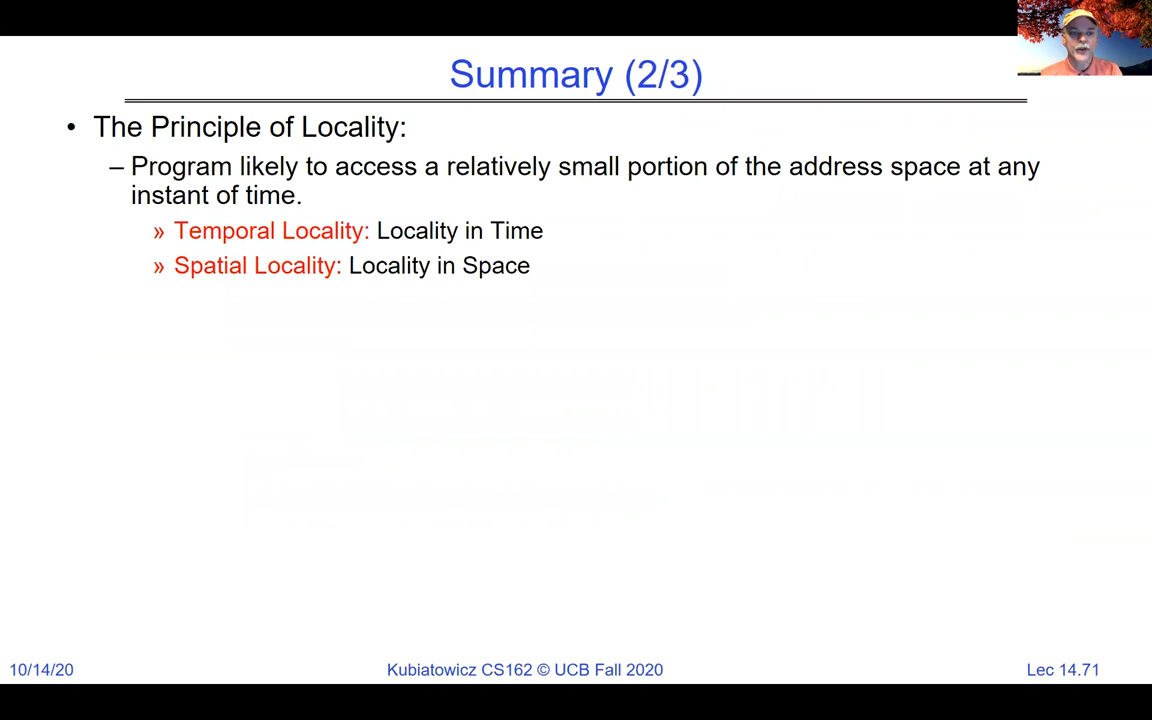 Summary (2/3)
• The Principle of Locality:
– Program likely to access a relatively small portion of the address space at any
instant of time.
» Temporal Locality: Locality in Time
» Spatial Locality: Locality in Space
10/14/20
Kubiatowicz CS162 © UCB Fall 2020
Lec 14.71